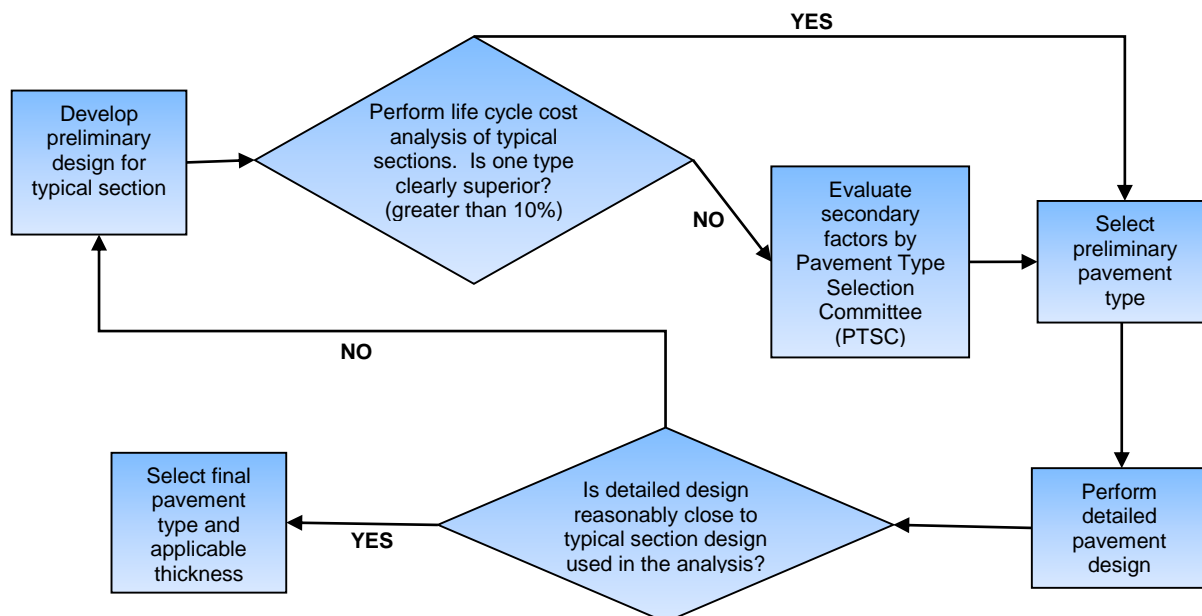 YES
Develop
preliminary
design for
typical section
Perform life cycle cost
analysis of typical
sections.  Is one type
clearly superior?
(greater than 10%)
NO
Evaluate
secondary
factors by
Pavement Type
Selection
Committee
(PTSC)
Select
preliminary
pavement
type
NO
Select final
pavement
type and
applicable
thickness
YES
Is detailed design
reasonably close to
typical section design
used in the analysis?
Perform
detailed
pavement
design